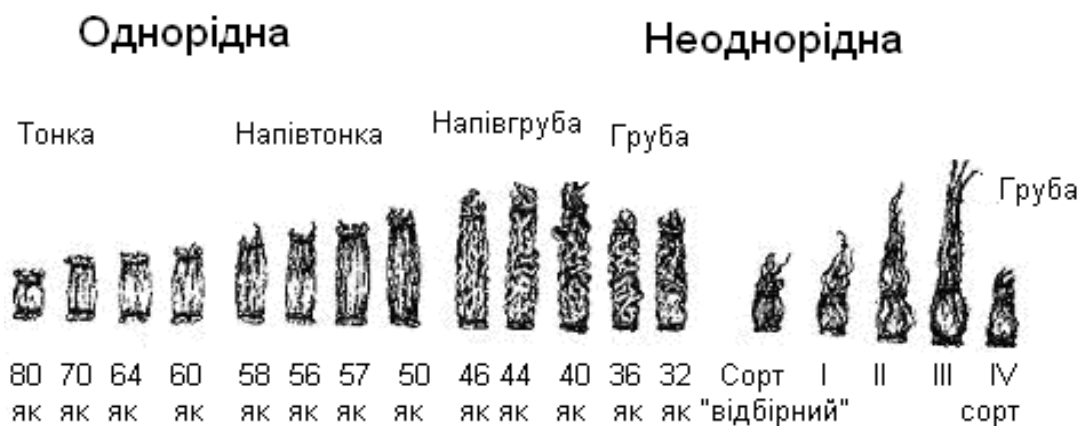 Однорідна Неоднорідна
Тонка Напівтонка Напівгруба Груба
Груба
80 70 64 60 58 56 57 50 46 44 40 36 32 Сорт I II III IV
як як як як як як як як як як як як як "відбірний" сорт